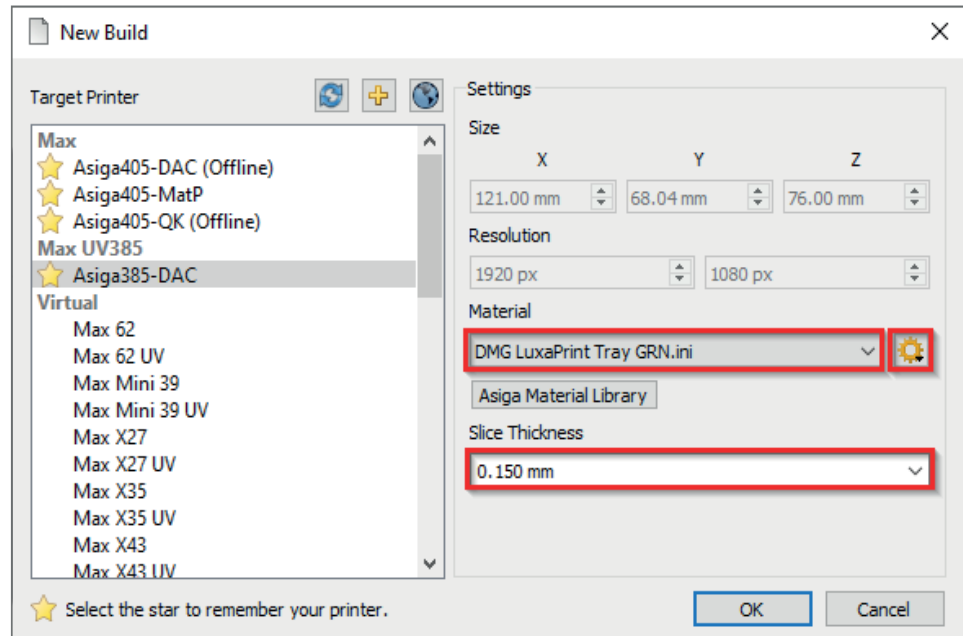 New Build
Target Printer
Max
Asiga405-DAC (Offline)
Asiga405-MatP
Asiga405-QK (Offline)
Max UV385
Asiga385-DAC
Virtual
Max 62
Max 62 UV
Max Mini 39
Max Mini 39 UV
Max X27
Max X27 UV
Max X35
Max X35 UV
Max X43
Max X43 UV
Select the star to remember your printer.
Settings
Size
X Y Z
121.00 mm 68.04 mm 76.00 mm
Resolution
1920 px 1080 px
Material
DMG LuxaPrint Tray GRN.ini
Asiga Material Library
Slice Thickness
0.150 mm
OK Cancel